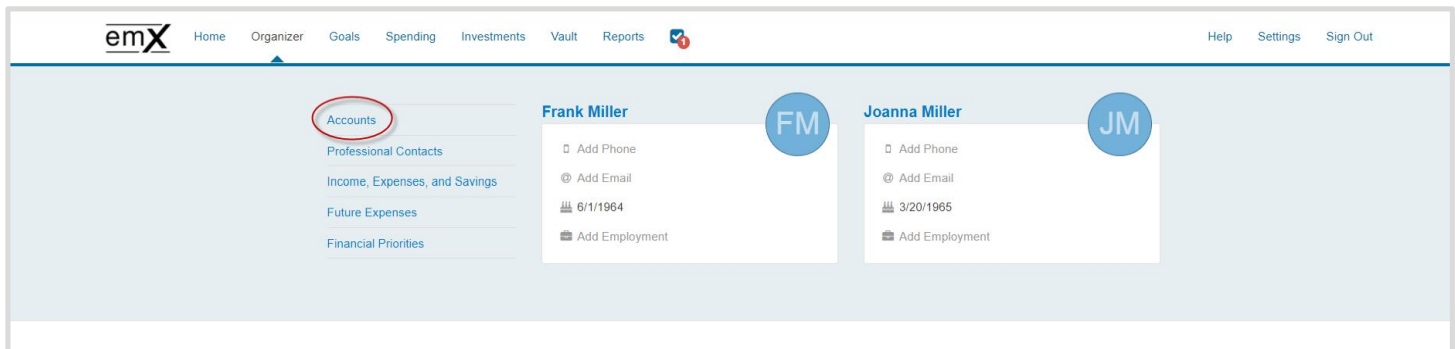 emX Home Organizer Goals Spending Investments Vault Reports 1 Help Settings Sign Out
Accounts
Professional Contacts
Income, Expenses, and Savings
Future Expenses
Financial Priorities
Frank Miller
FM
Add Phone
@ Add Email
6/1/1964
Add Employment
Joanna Miller
JM
Add Phone
@ Add Email
3/20/1965
Add Employment